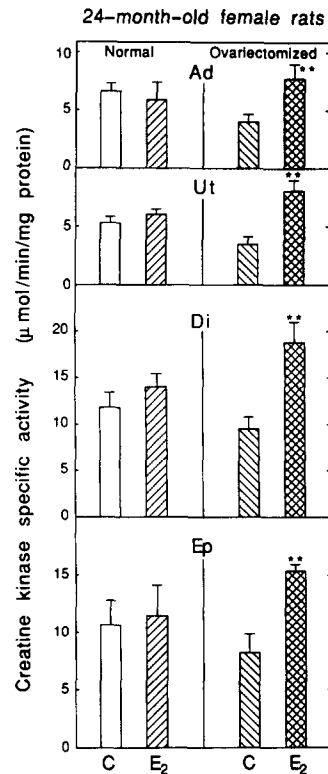 24-month-old female rats
Normal Ovariectomized
Creatine kinase specific activity (μmol/min/mg protein)
10
5
0
Ad
**
5
0
Ut
**
20
15
10
5
0
Di
**
15
10
5
0
Ep
**
C E₂ C E₂